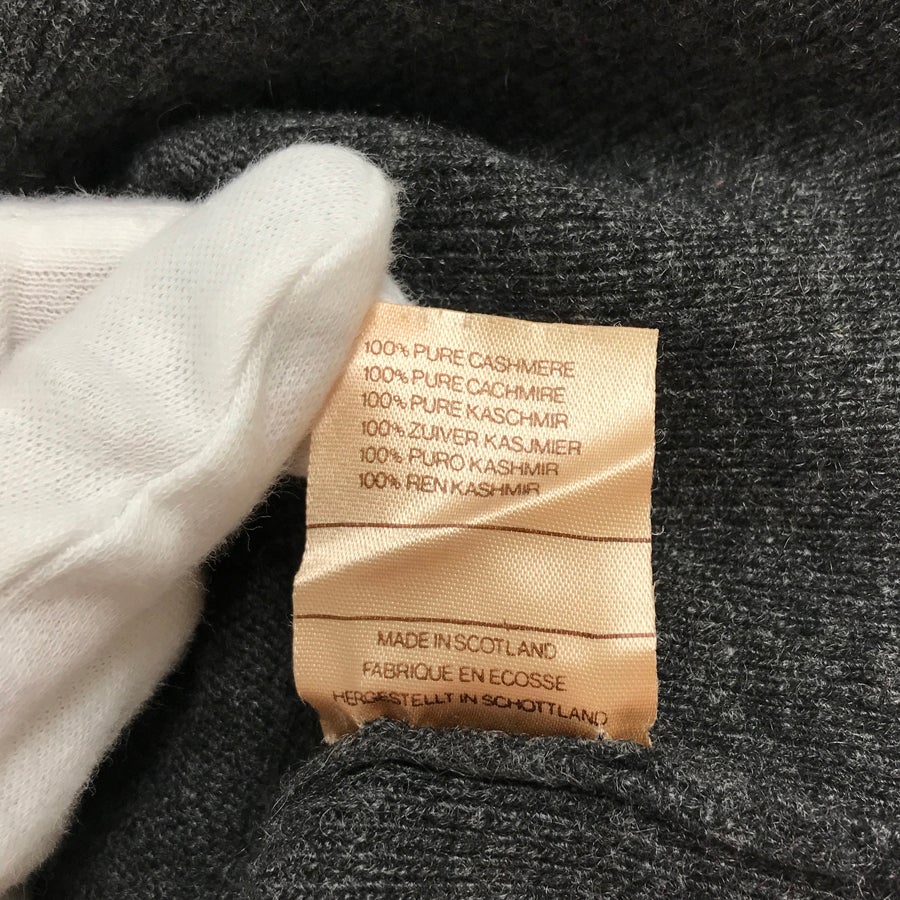 100% PURE CASHMERE
100% PURE CACHMIRE
100% PURE KASCHMIR
100% ZUIVER KASJMIER
100% PURO KASHMIR
100% REN KASHMIR
MADE IN SCOTLAND
FABRIQUE EN ECOSSE
HERGESTELLT IN SCHOTTLAND